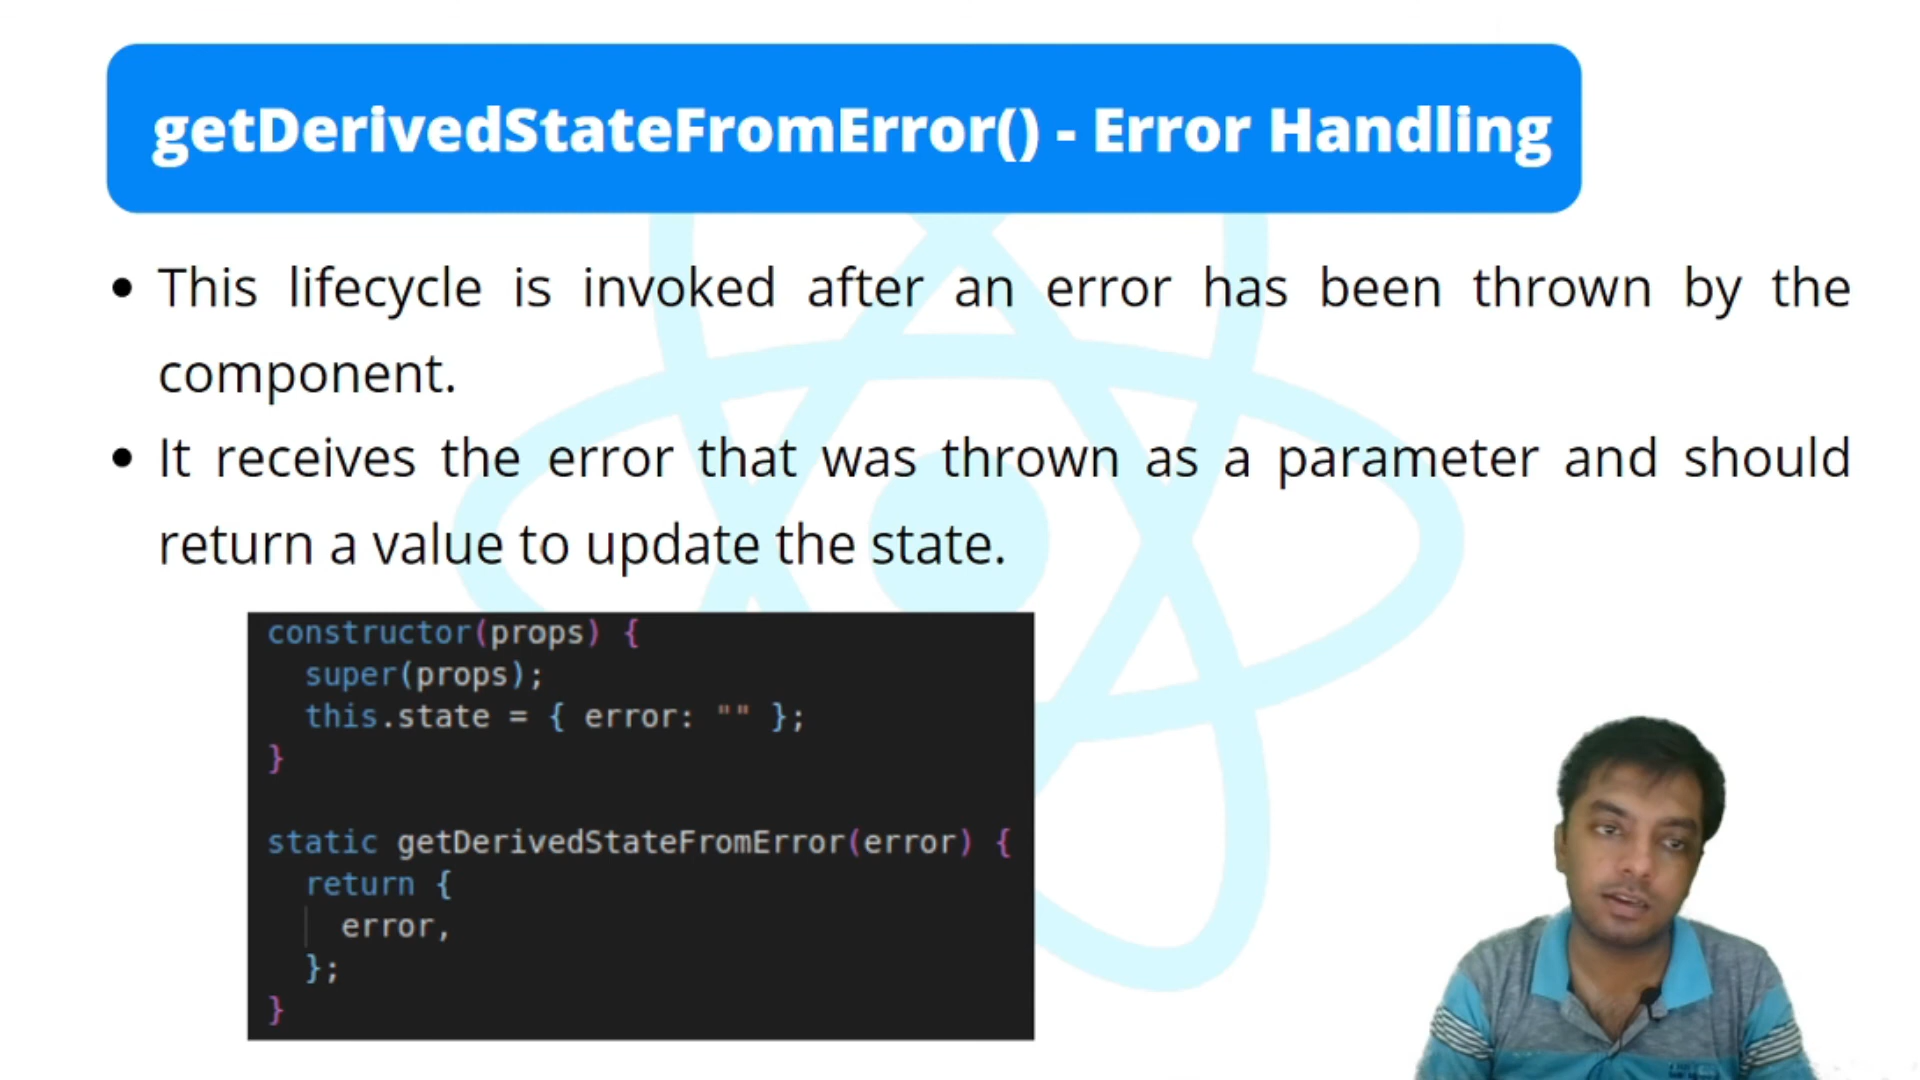 getDerivedStateFromError() - Error Handling
• This lifecycle is invoked after an error has been thrown by the
component.
• It receives the error that was thrown as a parameter and should
return a value to update the state.
constructor(props) {
super(props);
this.state = { error: "" };
}
static getDerivedStateFromError(error) {
return {
error,
};
}